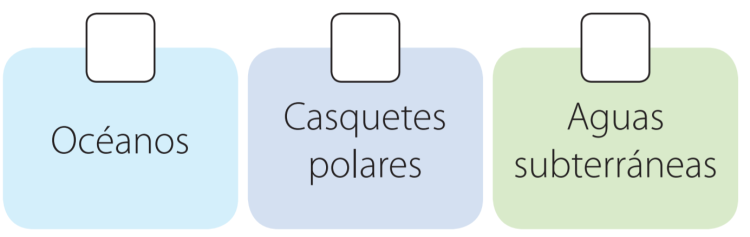 Océanos
Casquetes
polares
Aguas
subterráneas